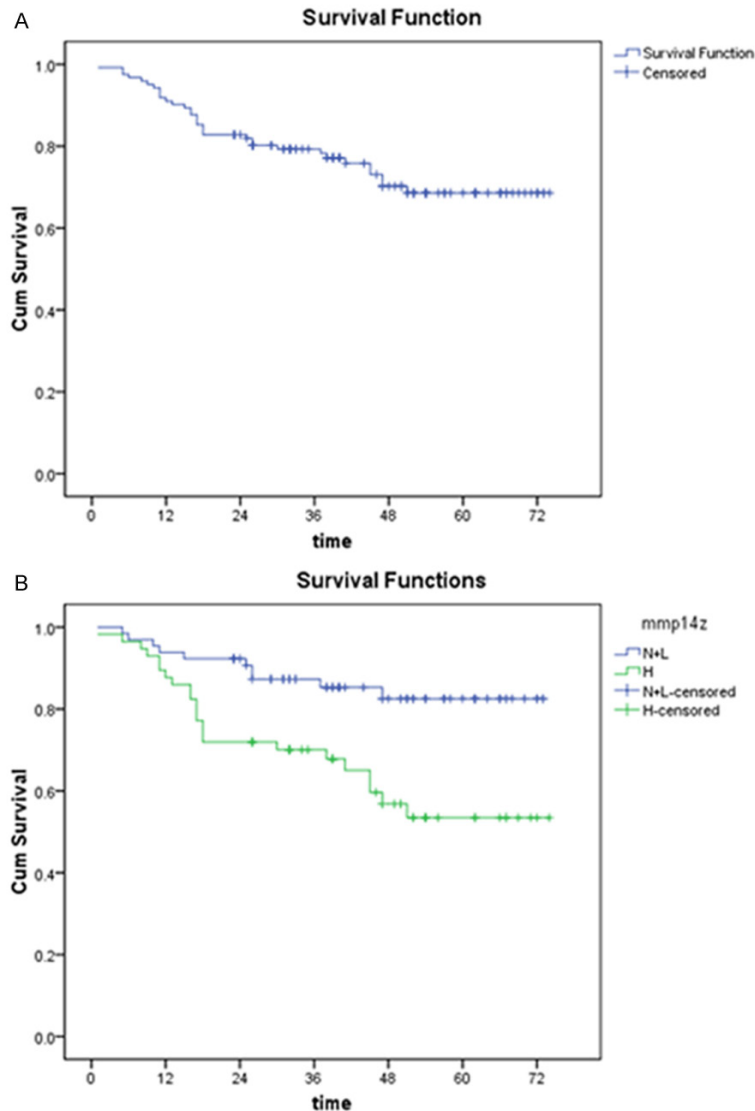 A
Survival Function
Survival Function
Censored
1.0
0.8
0.6
0.4
0.2
0.0
Cum Survival
0 12 24 36 48 60 72
time
B
Survival Functions
mmp14z
N+L
H
N+L-censored
H-censored
1.0
0.8
0.6
0.4
0.2
0.0
Cum Survival
0 12 24 36 48 60 72
time